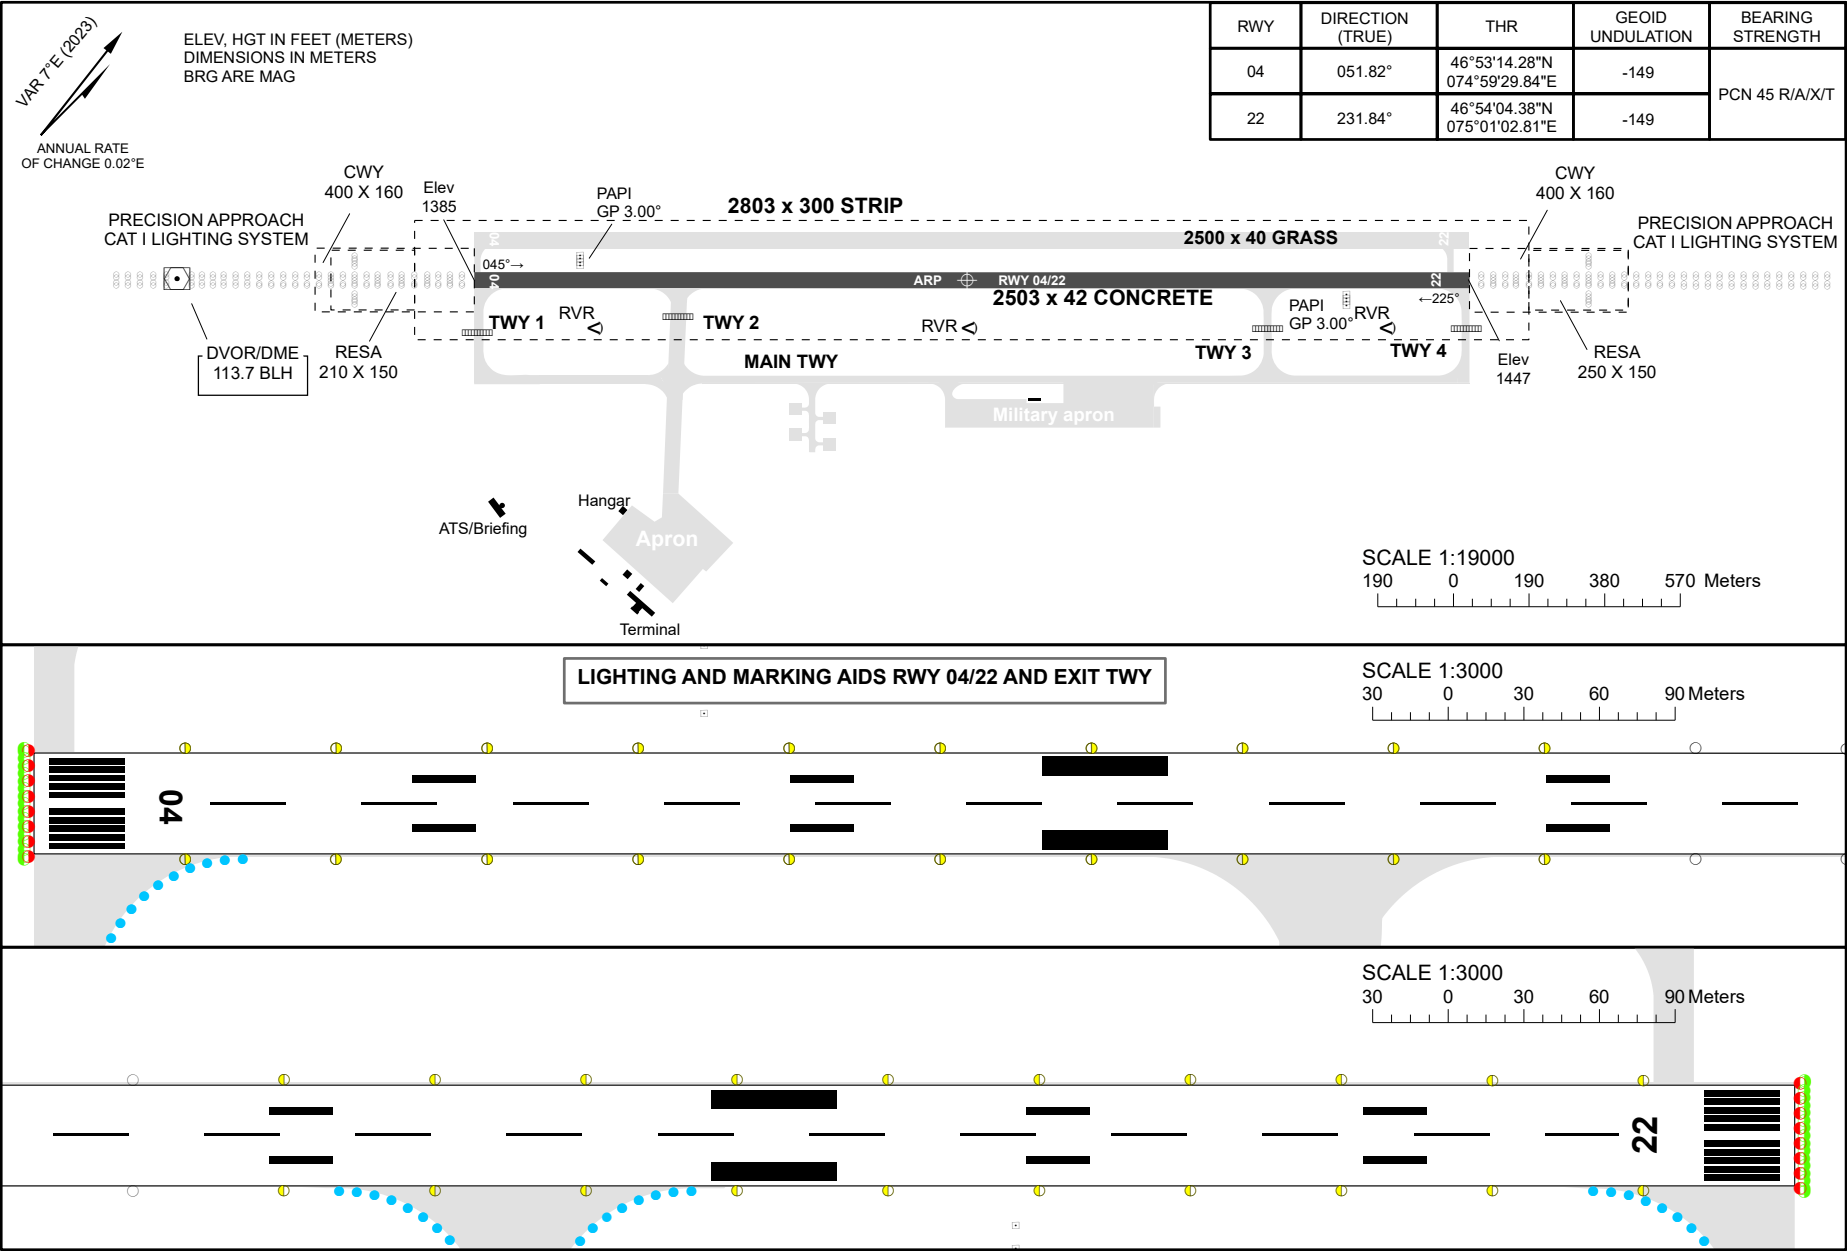 VAR 7°E (2023)
ANNUAL RATE
OF CHANGE 0.02°E
ELEV, HGT IN FEET (METERS)
DIMENSIONS IN METERS
BRG ARE MAG
RWY
DIRECTION
(TRUE)
THR
GEOID
UNDULATION
BEARING
STRENGTH
04
051.82°
46°53'14.28"N
074°59'29.84"E
-149
PCN 45 R/A/X/T
22
231.84°
46°54'04.38"N
075°01'02.81"E
-149
CWY
400 X 160
Elev
1385
PAPI
GP 3.00°
2803 x 300 STRIP
CWY
400 X 160
PRECISION APPROACH
CAT I LIGHTING SYSTEM
PRECISION APPROACH
CAT I LIGHTING SYSTEM
04
2500 x 40 GRASS
22
045°→
04
ARP
RWY 04/22
22
2503 x 42 CONCRETE
←225°
TWY 1
RVR
TWY 2
RVR
PAPI
GP 3.00°
RVR
DVOR/DME
113.7 BLH
RESA
210 X 150
MAIN TWY
TWY 3
TWY 4
Elev
1447
RESA
250 X 150
Military apron
Hangar
ATS/Briefing
Apron
Terminal
SCALE 1:19000
190 0 190 380 570 Meters
LIGHTING AND MARKING AIDS RWY 04/22 AND EXIT TWY
SCALE 1:3000
30 0 30 60 90 Meters
04
SCALE 1:3000
30 0 30 60 90 Meters
22